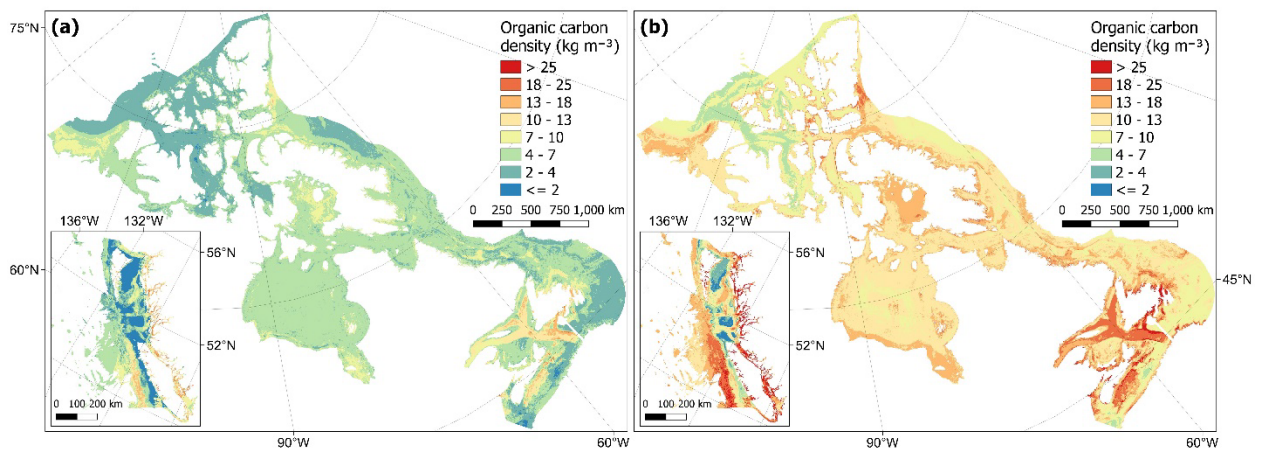 (a)
Organic carbon
density (kg m⁻³)
> 25
18 - 25
13 - 18
10 - 13
7 - 10
4 - 7
2 - 4
<= 2
0 250 500 750 1,000 km
75°N
60°N
136°W
132°W
56°N
52°N
0 100 200 km
90°W
60°W
(b)
Organic carbon
density (kg m⁻³)
> 25
18 - 25
13 - 18
10 - 13
7 - 10
4 - 7
2 - 4
<= 2
0 250 500 750 1,000 km
136°W
132°W
56°N
52°N
45°N
0 100 200 km
90°W
60°W